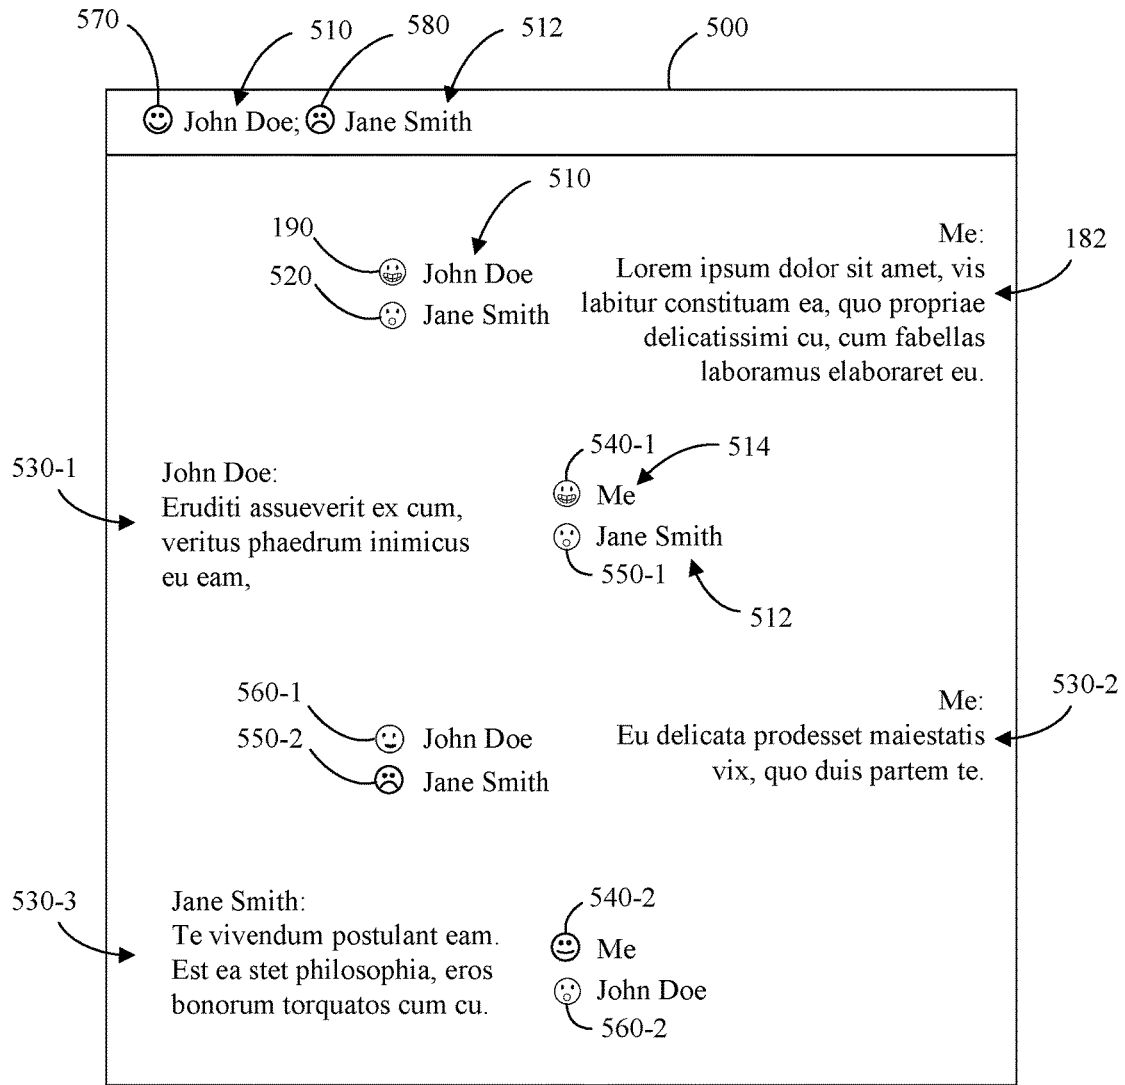 570
510
580
512
500
John Doe; Jane Smith
510
190
John Doe
520
Jane Smith
Me:
182
Lorem ipsum dolor sit amet, vis
labitur constituam ea, quo propriae
delicatissimi cu, cum fabellas
laboramus elaboraret eu.
530-1
John Doe:
Eruditi assueverit ex cum,
veritus phaedrum inimicus
eu eam,
540-1
514
Me
Jane Smith
550-1
512
560-1
John Doe
550-2
Jane Smith
530-2
Me:
Eu delicata prodesset maiestatis
vix, quo duis partem te.
530-3
Jane Smith:
Te vivendum postulant eam.
Est ea stet philosophia, eros
bonorum torquatos cum cu.
540-2
Me
John Doe
560-2